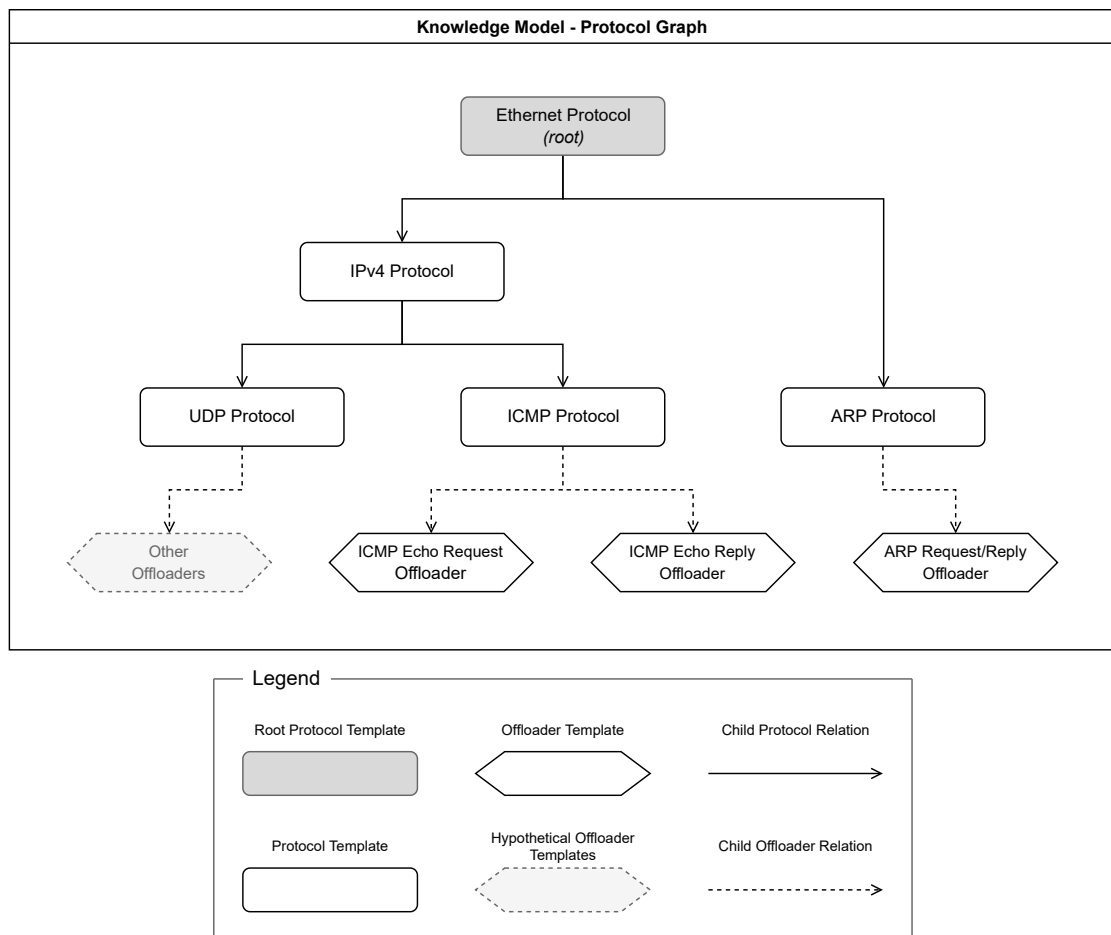 Knowledge Model - Protocol Graph
Ethernet Protocol
(root)
IPv4 Protocol
UDP Protocol
ICMP Protocol
ARP Protocol
Other
Offloaders
ICMP Echo Request
Offloader
ICMP Echo Reply
Offloader
ARP Request/Reply
Offloader
Legend
Root Protocol Template
Offloader Template
Child Protocol Relation
Protocol Template
Hypothetical Offloader
Templates
Child Offloader Relation